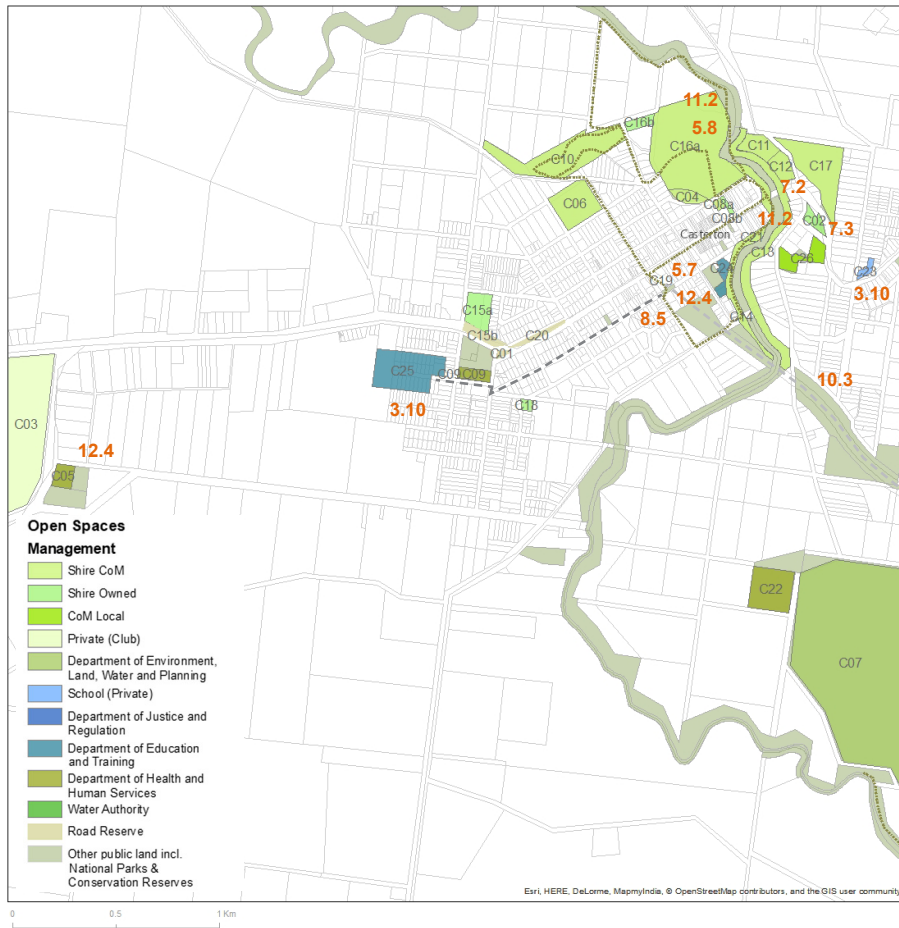 11.2
C16b
5.8
C11
C16a
C10
C12
C17
7.2
C06
C04
C08a
C08b
11.2
C02
7.3
Casterton
C21
C13
C26
5.7
C24
C23
C19
12.4
3.10
C15a
8.5
C14
C15b
C20
C01
C25
C09
C09
10.3
3.10
C18
C03
12.4
C05
Open Spaces
Management
Shire CoM
Shire Owned
CoM Local
Private (Club)
Department of Environment,
Land, Water and Planning
School (Private)
Department of Justice and
Regulation
Department of Education
and Training
Department of Health and
Human Services
Water Authority
Road Reserve
Other public land incl.
National Parks &
Conservation Reserves
C22
C07
Esri, HERE, DeLorme, MapmyIndia, © OpenStreetMap contributors, and the GIS user community
0 0.5 1 Km